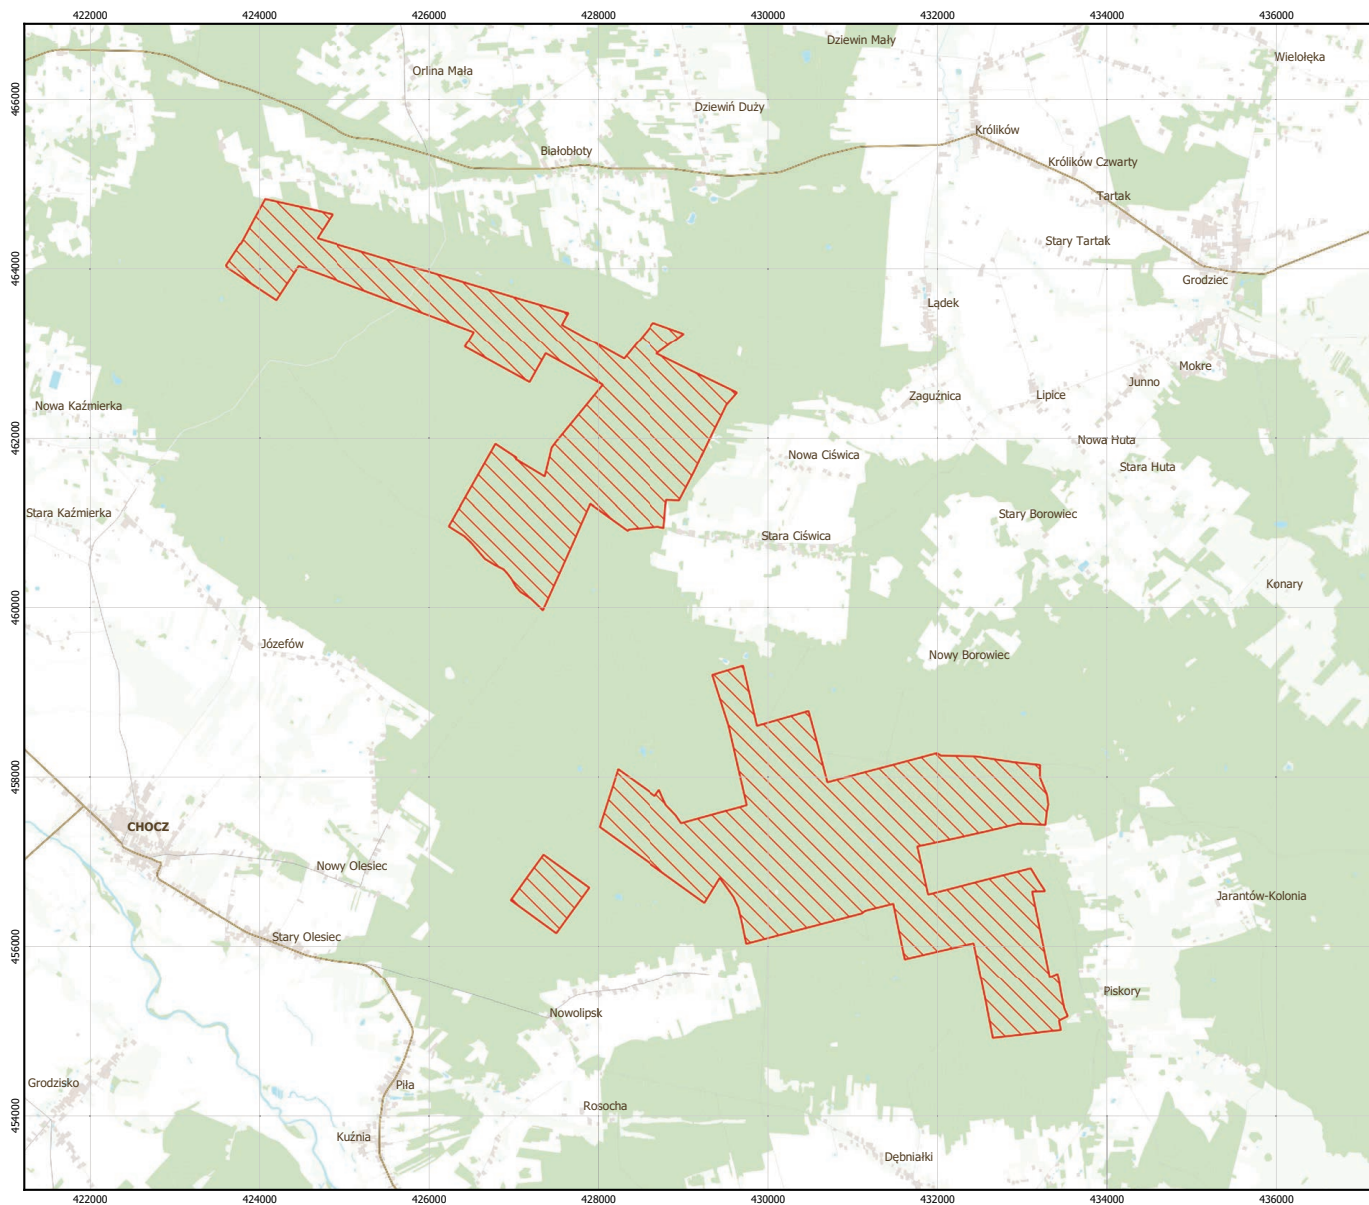 422000 424000 426000 428000 430000 432000 434000 436000
Dziewin Mały
Wielołęka
Orlina Mała
466000
Dziewiń Duży
Królików
Białobłoty
Królików Czwarty
Tartak
Stary Tartak
464000
Grodziec
Lądek
Mokre
Junno
Zagużnica
Lipice
Nowa Kaźmierka
462000
Nowa Huta
Nowa Ciświca
Stara Huta
Stara Kaźmierka
Stary Borowiec
Stara Ciświca
Konary
460000
Józefów
Nowy Borowiec
458000
CHOCZ
Nowy Olesiec
Jarantów-Kolonia
Stary Olesiec
456000
Piskory
Nowolipsk
Grodzisko
Piła
Rosocha
454000
Kuźnia
Dębniałki
422000 424000 426000 428000 430000 432000 434000 436000